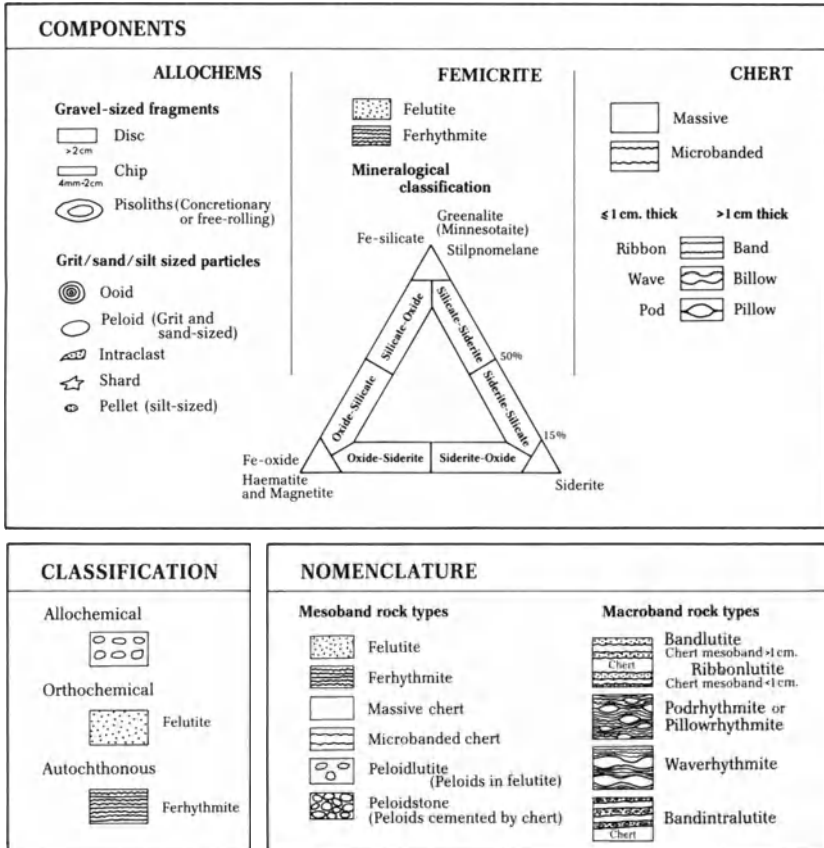 COMPONENTS
ALLOCHEMS
Gravel-sized fragments
Disc
>2cm
Chip
4mm-2cm
Pisoliths (Concretionary
or free-rolling)
Grit/sand/silt sized particles
Ooid
Peloid (Grit and
sand-sized)
Intraclast
Shard
Pellet (silt-sized)
FEMICRITE
Felutite
Ferhythmite
Mineralogical
classification
Greenalite
(Minnesotaite)
Fe-silicate
Stilpnomelane
Silicate-Oxide
Silicate-Siderite
50%
Oxide-Silicate
Siderite-Silicate
15%
Fe-oxide
Oxide-Siderite
Siderite-Oxide
Haematite
and Magnetite
Siderite
CHERT
Massive
Microbanded
≤1 cm. thick >1 cm thick
Ribbon Band
Wave Billow
Pod Pillow
CLASSIFICATION
Allochemical
Orthochemical
Felutite
Autochthonous
Ferhythmite
NOMENCLATURE
Mesoband rock types
Felutite
Ferhythmite
Massive chert
Microbanded chert
Peloidlutite
(Peloids in felutite)
Peloidstone
(Peloids cemented by chert)
Macroband rock types
Bandlutite
Chert mesoband >1 cm.
Chert
Ribbonlutite
Chert mesoband <1 cm.
Podrhythmite or
Pillowrhythmite
Waverhythmite
Bandintralutite
Chert